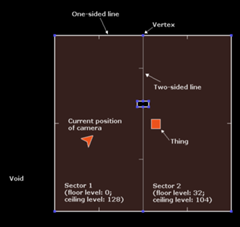 One-sided line
Vertex
Two-sided line
Current position
of camera
Thing
Void
Sector 1
(floor level: 0;
ceiling level: 128)
Sector 2
(floor level: 32;
ceiling level: 104)